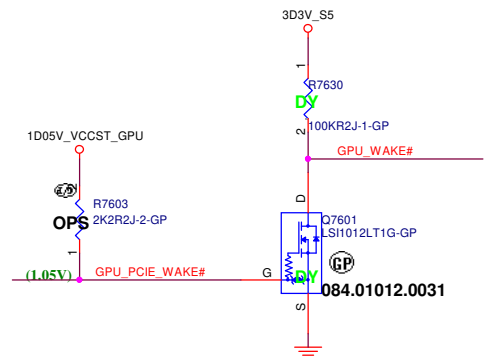 3D3V_S5
1
R7630
DY
2
100KR2J-1-GP
1D05V_VCCST_GPU
GPU_WAKE#
R7603
2K2R2J-2-GP
OPS
1
D
Q7601
LSI1012LT1G-GP
(1.05V)
GPU_PCIE_WAKE#
G
DY
GP
084.01012.0031
S